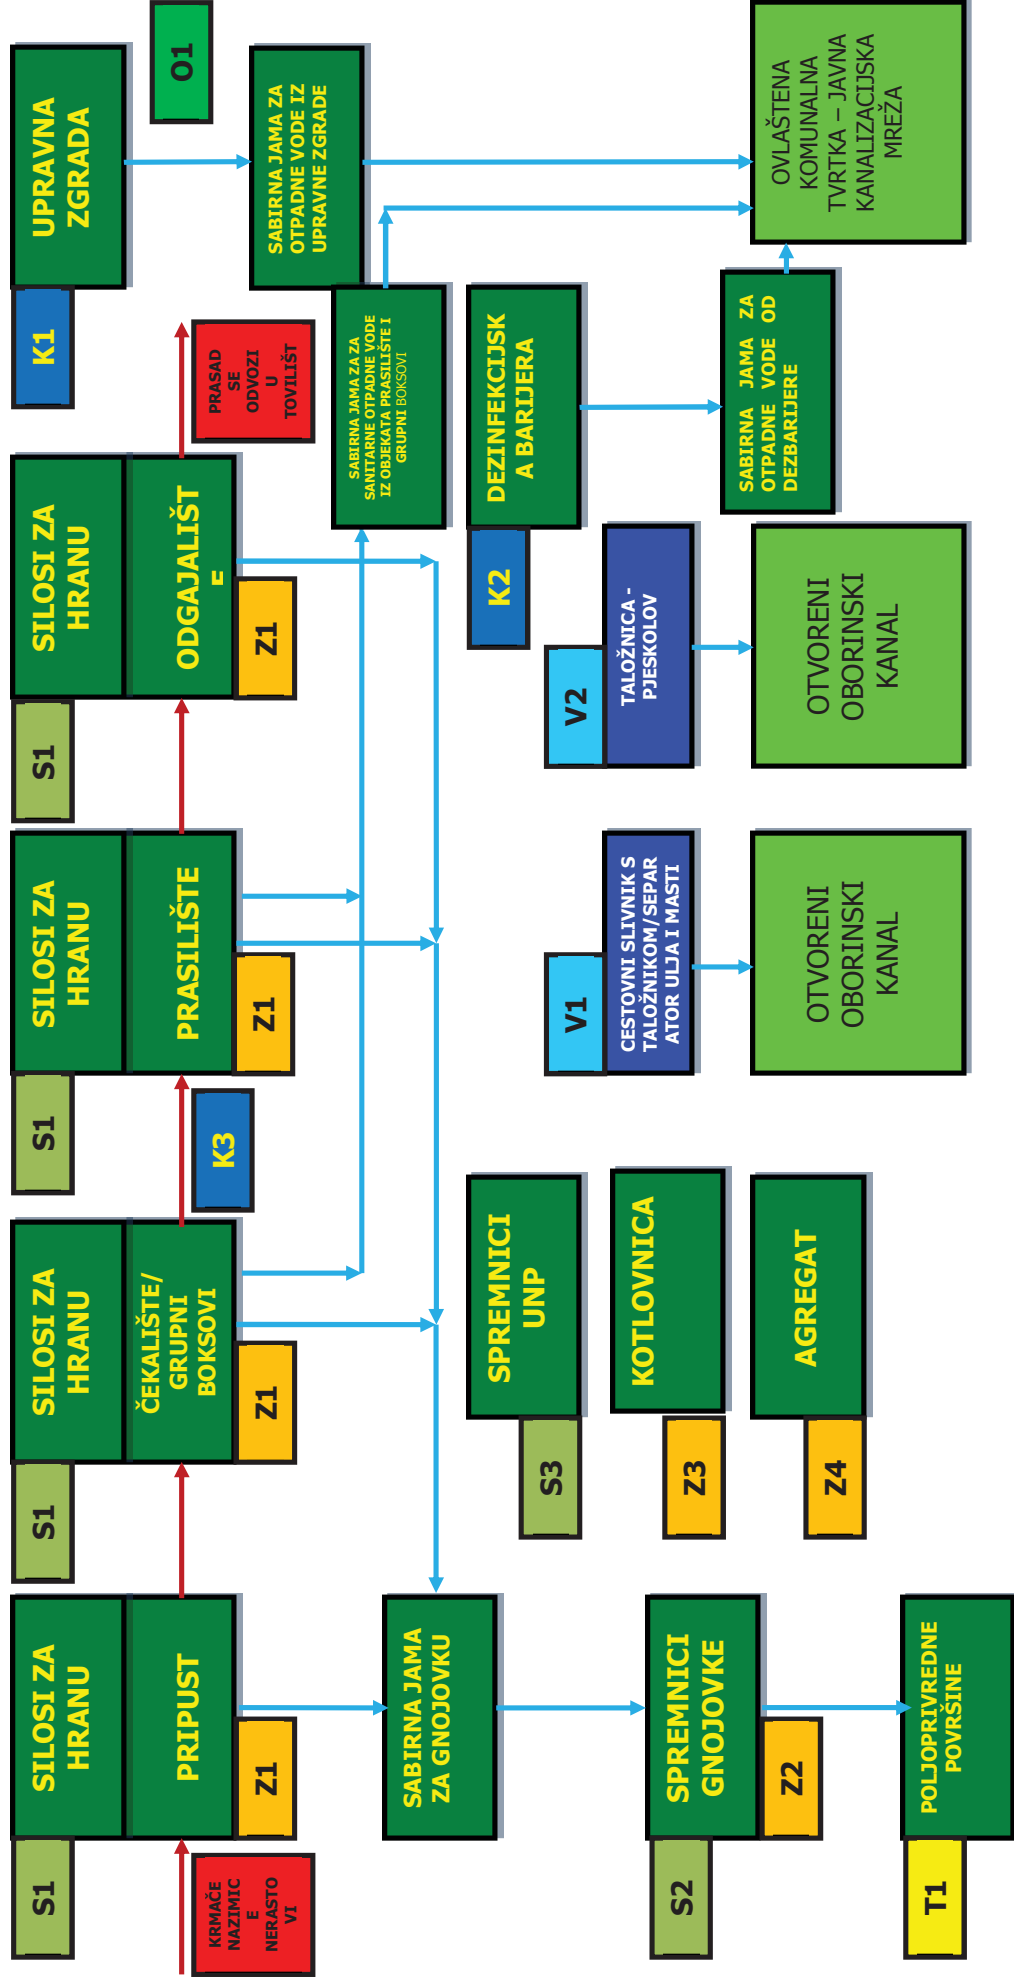 S1
SILOSI ZA
HRANU
S1
SILOSI ZA
HRANU
S1
SILOSI ZA
HRANU
S1
SILOSI ZA
HRANU
K1
UPRAVNA
ZGRADA
O1
KRMAČE
NAZIMIC
E
NERASTO
VI
PRIPUST
Z1
ČEKALIŠTE/
GRUPNI
BOKSOVI
Z1
K3
PRASILIŠTE
Z1
ODGAJALIŠT
E
Z1
PRASAD
SE
ODVOZI
U
TOVILIŠT
SABIRNA JAMA ZA
OTPADNE VODE IZ
UPRAVNE ZGRADE
SABIRNA JAMA ZA ZA
SANITARNE OTPADNE VODE
IZ OBJEKATA PRASILIŠTE I
GRUPNI BOKSOVI
SABIRNA JAMA
ZA GNOJOVKU
S3
SPREMNICI
UNP
K2
DEZINFEKCIJSK
A BARIJERA
V1
CESTOVNI SLIVNIK S
TALOŽNIKOM/SEPAR
ATOR ULJA I MASTI
V2
TALOŽNICA -
PJESKOLOV
S2
SPREMNICI
GNOJOVKE
Z2
Z3
KOTLOVNICA
SABIRNA JAMA ZA
OTPADNE VODE OD
DEZBARIJERE
Z4
AGREGAT
OTVORENI
OBORINSKI
KANAL
OTVORENI
OBORINSKI
KANAL
OVLAŠTENA
KOMUNALNA
TVRTKA – JAVNA
KANALIZACIJSKA
MREŽA
T1
POLJOPRIVREDNE
POVRŠINE